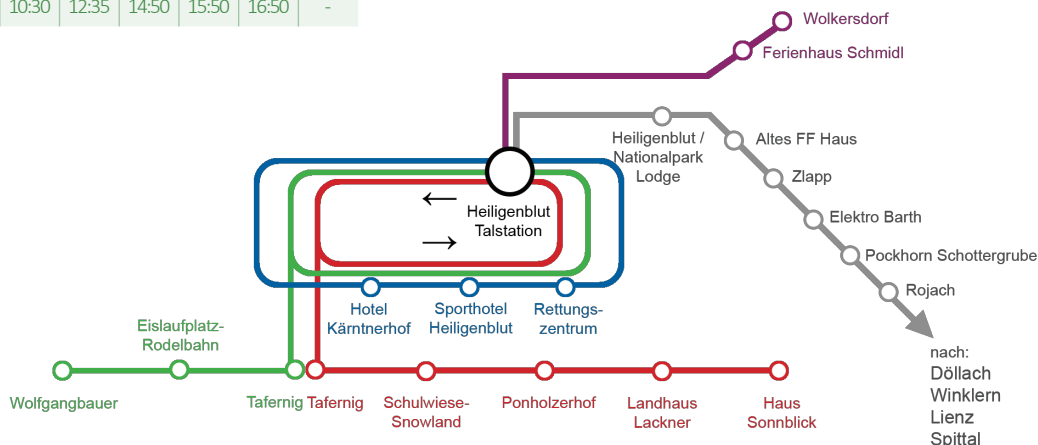 10:30 12:35 14:50 15:50 16:50 -
Wolkersdorf
Ferienhaus Schmidl
Heiligenblut /
Nationalpark
Lodge
Altes FF Haus
Zlapp
Elektro Barth
Pockhorn Schottergrube
Rojach
nach:
Döllach
Winklern
Lienz
Spittal
←
Heiligenblut
Talstation
→
Hotel
Kärntnerhof
Sporthotel
Heiligenblut
Rettungs-
zentrum
Eislaufplatz-
Rodelbahn
Wolfgangbauer
Tafernig
Tafernig
Schulwiese-
Snowland
Ponholzerhof
Landhaus
Lackner
Haus
Sonnblick